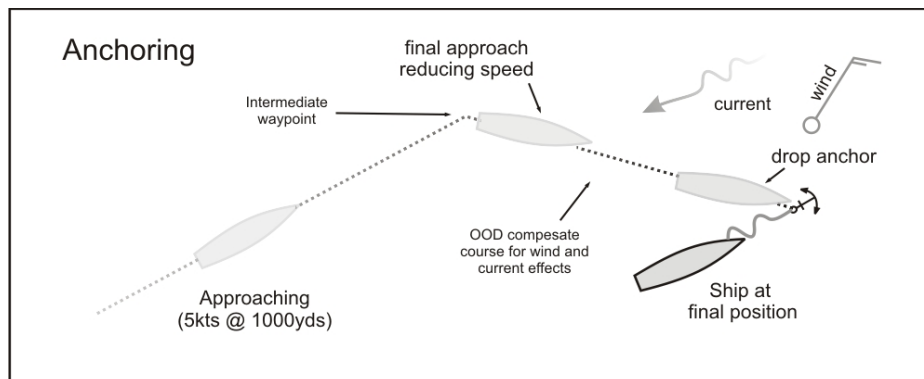 Anchoring
final approach
reducing speed
Intermediate
waypoint
current
wind
drop anchor
OOD compesate
course for wind and
current effects
Approaching
(5kts @ 1000yds)
Ship at
final position